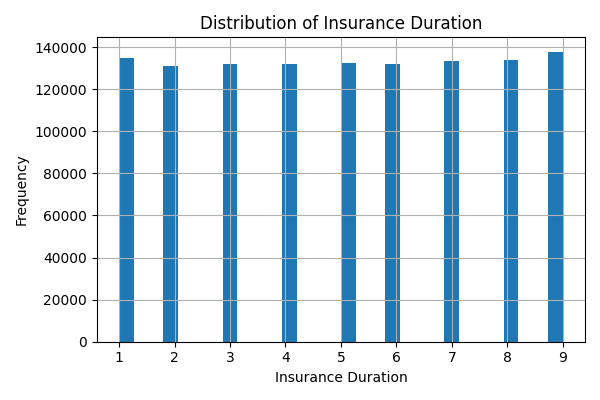 Distribution of Insurance Duration
140000
120000
100000
80000
60000
40000
20000
0
Frequency
1 2 3 4 5 6 7 8 9
Insurance Duration